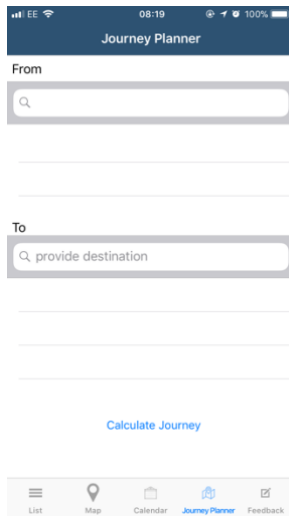 EE 08:19 100%
Journey Planner
From
To
provide destination
Calculate Journey
List Map Calendar Journey Planner Feedback